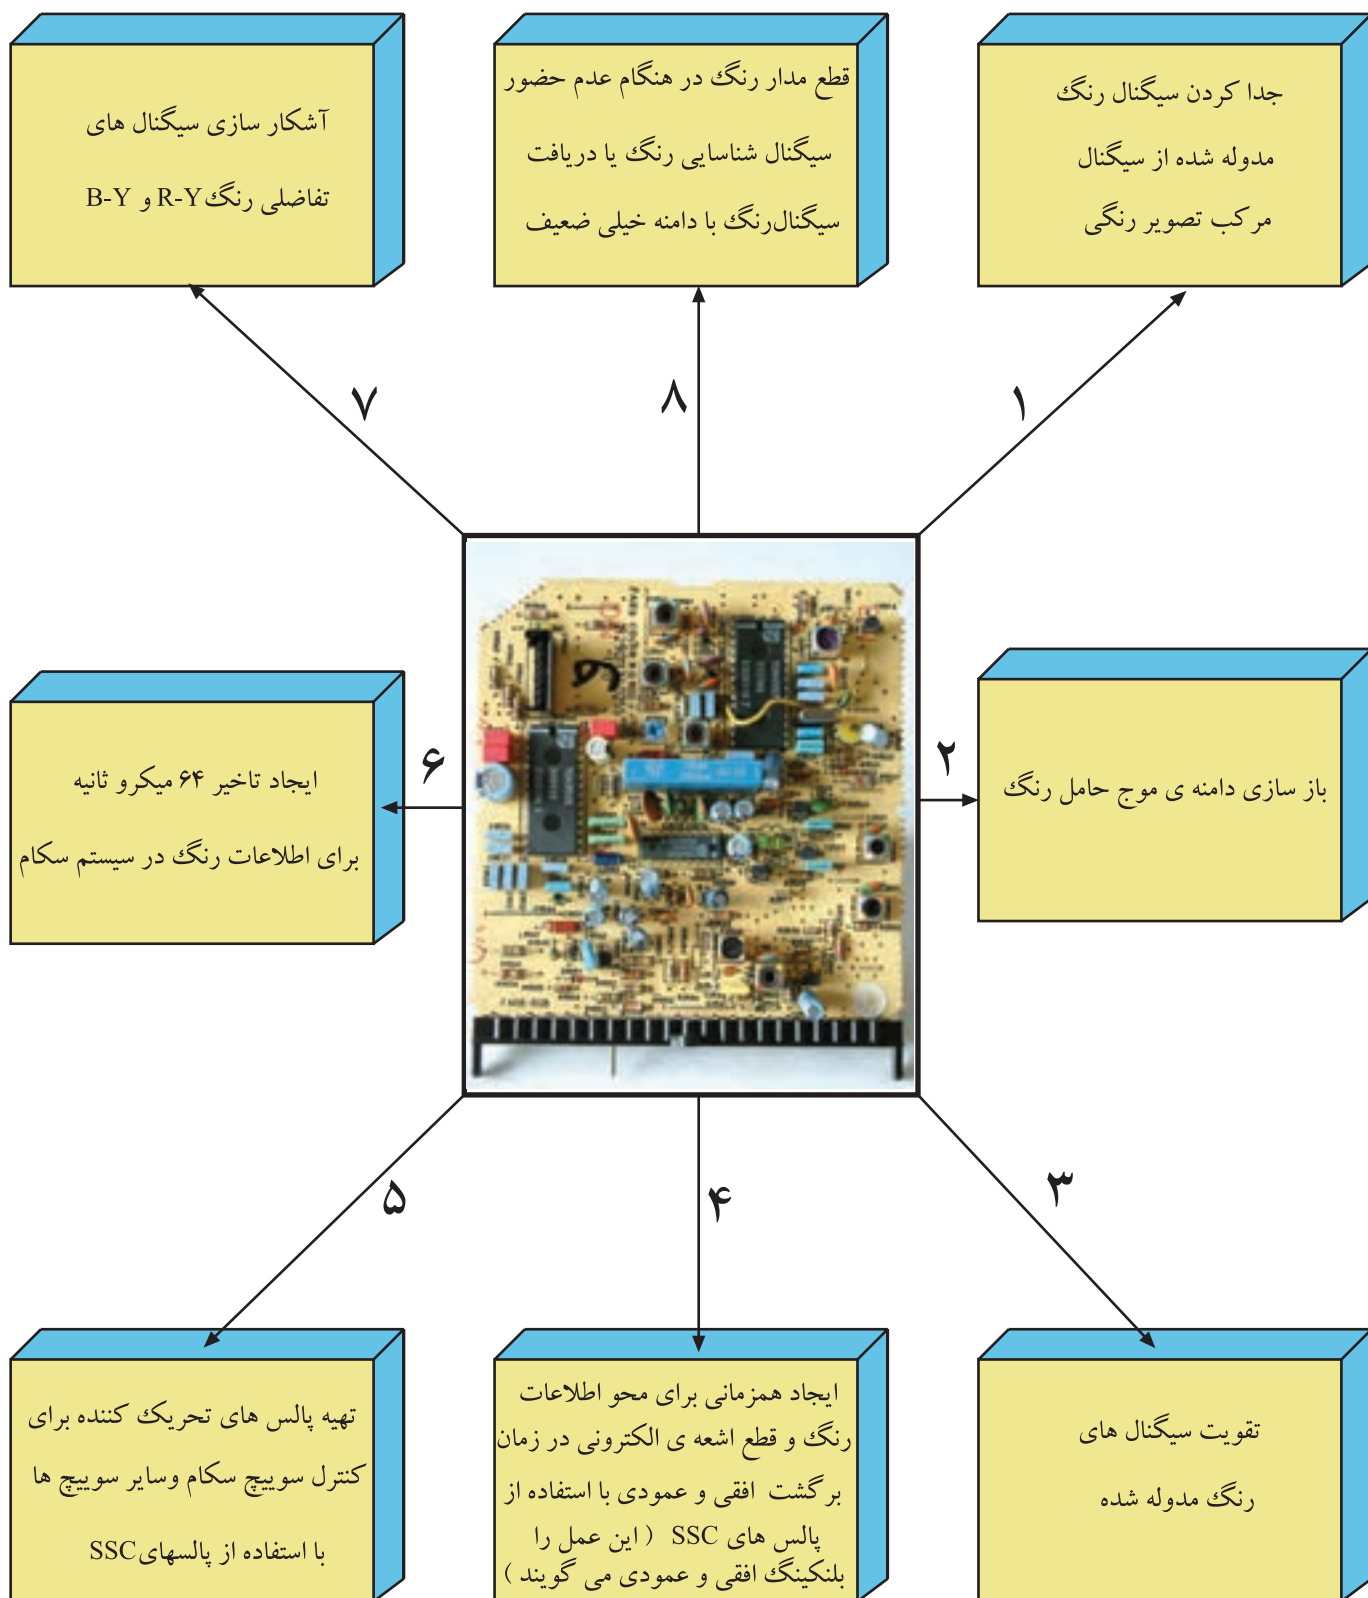 جدا کردن سیگنال رنگ
مدوله شده از سیگنال
مرکب تصویر رنگی
۱
باز سازی دامنه ی موج حامل رنگ
۲
تقویت سیگنال های
رنگ مدوله شده
۳
ایجاد همزمانی برای محو اطلاعات
رنگ و قطع اشعه ی الکترونی در زمان
برگشت افقی و عمودی با استفاده از
پالس های SSC ( این عمل را
بلنکینگ افقی و عمودی می گویند )
۴
تهیه پالس های تحریک کننده برای
کنترل سوییچ سکام وسایر سوییچ ها
با استفاده از پالسهای SSC
۵
ایجاد تاخیر ۶۴ میکرو ثانیه
برای اطلاعات رنگ در سیستم سکام
۶
آشکار سازی سیگنال های
تفاضلی رنگ R-Y و B-Y
۷
قطع مدار رنگ در هنگام عدم حضور
سیگنال شناسایی رنگ یا دریافت
سیگنال‌رنگ با دامنه خیلی ضعیف
۸